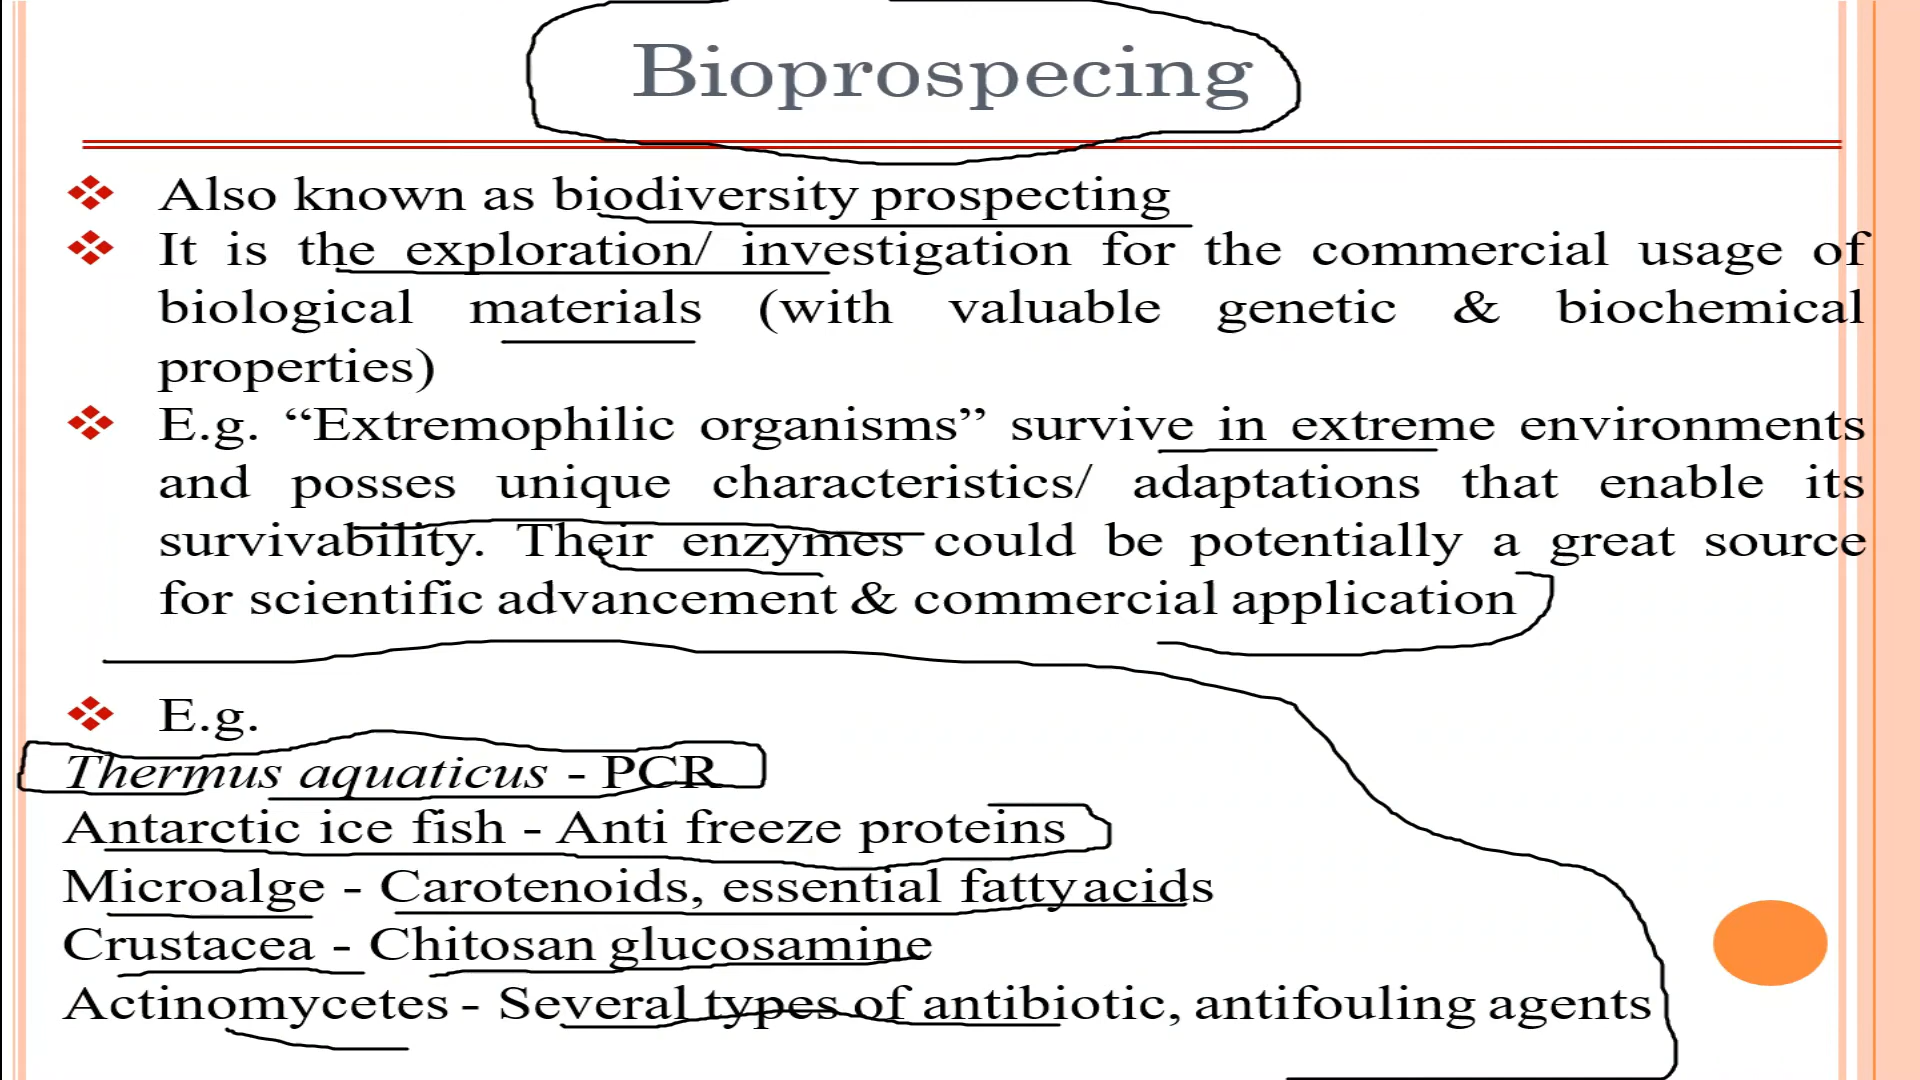 Bioprospecing
Also known as biodiversity prospecting
It is the exploration/ investigation for the commercial usage of
biological materials (with valuable genetic & biochemical
properties)
E.g. “Extremophilic organisms” survive in extreme environments
and posses unique characteristics/ adaptations that enable its
survivability. Their enzymes could be potentially a great source
for scientific advancement & commercial application
E.g.
Thermus aquaticus - PCR
Antarctic ice fish - Anti freeze proteins
Microalge - Carotenoids, essential fatty acids
Crustacea - Chitosan glucosamine
Actinomycetes - Several types of antibiotic, antifouling agents